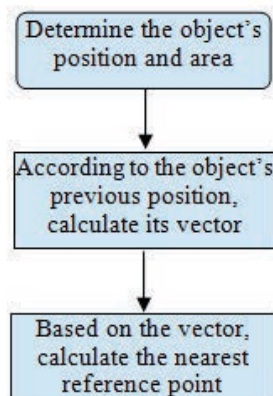 Determine the object's
position and area
According to the object's
previous position,
calculate its vector
Based on the vector,
calculate the nearest
reference point